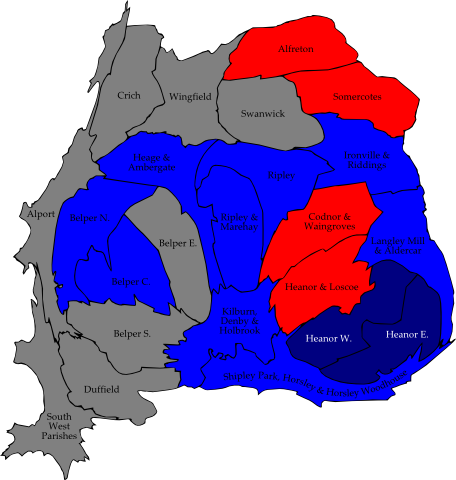 Alfreton
Crich
Wingfield
Somercotes
Swanwick
Heage &
Ambergate
Ironville &
Riddings
Ripley
Alport
Belper N.
Ripley &
Marehay
Codnor &
Waingroves
Belper E.
Langley Mill
& Aldercar
Belper C.
Heanor & Loscoe
Kilburn,
Denby &
Holbrook
Belper S.
Heanor W.
Heanor E.
Shipley Park, Horsley & Horsley Woodhouse
Duffield
South
West
Parishes